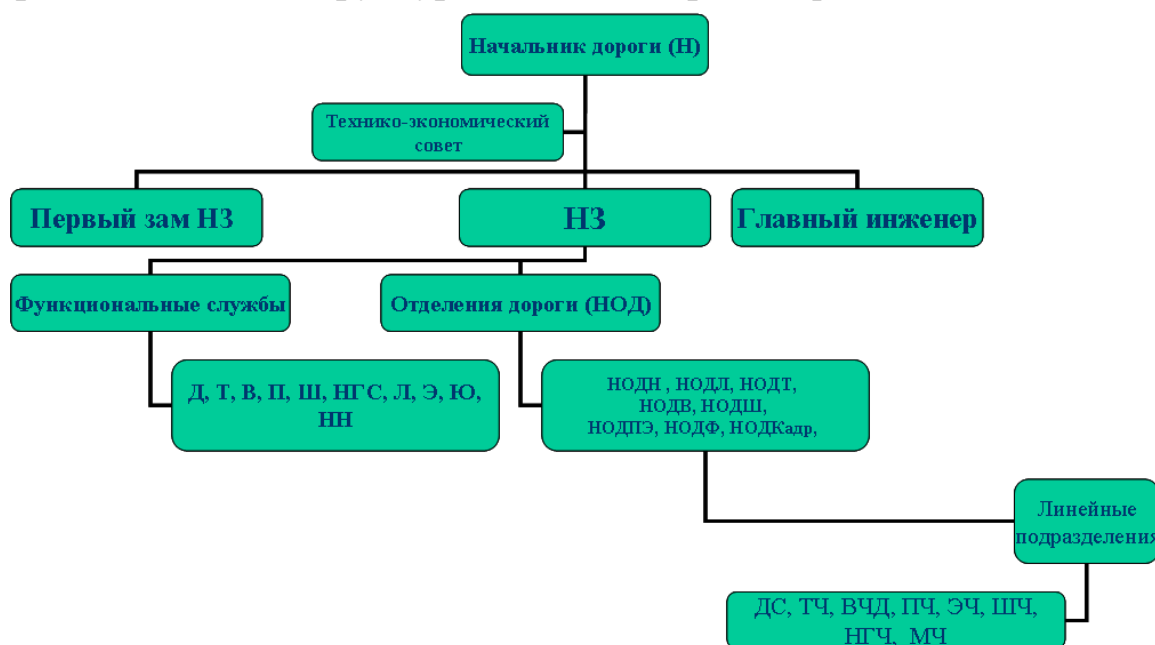 Начальник дороги (Н)
Технико-экономический
совет
Первый зам НЗ
НЗ
Главный инженер
Функциональные службы
Отделения дороги (НОД)
Д, Т, В, П, Ш, НГС, Л, Э, Ю,
НН
НОДН , НОДЛ, НОДТ,
НОДВ, НОДШ,
НОДПЭ, НОДФ, НОДКадр,
Линейные
подразделения
ДС, ТЧ, ВЧД, ПЧ, ЭЧ, ШЧ,
НГЧ, МЧ